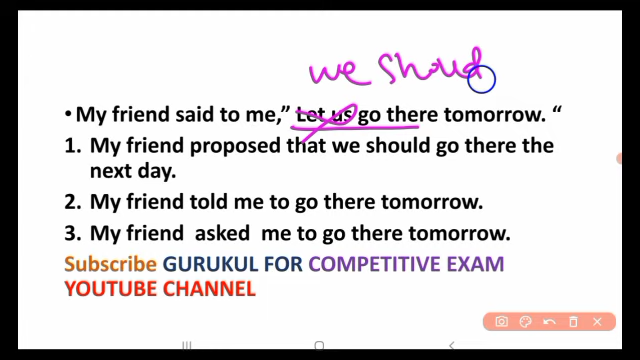 we Shoud
• My friend said to me,” Let us go there tomorrow. “
1. My friend proposed that we should go there the
next day.
2. My friend told me to go there tomorrow.
3. My friend asked me to go there tomorrow.
Subscribe GURUKUL FOR COMPETITIVE EXAM
YOUTUBE CHANNEL